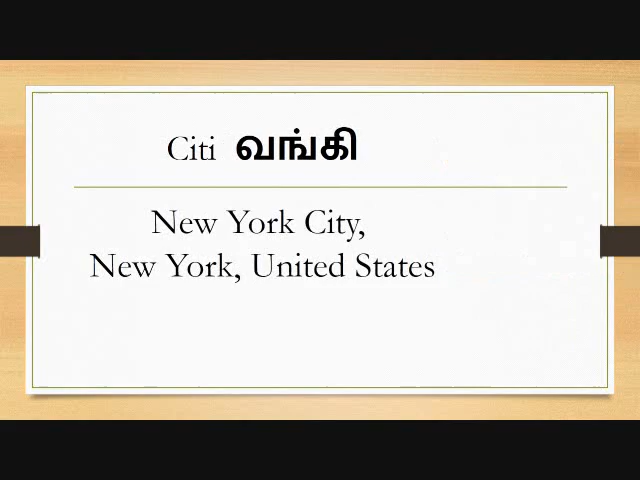 Citi வங்கி
New York City,
New York, United States